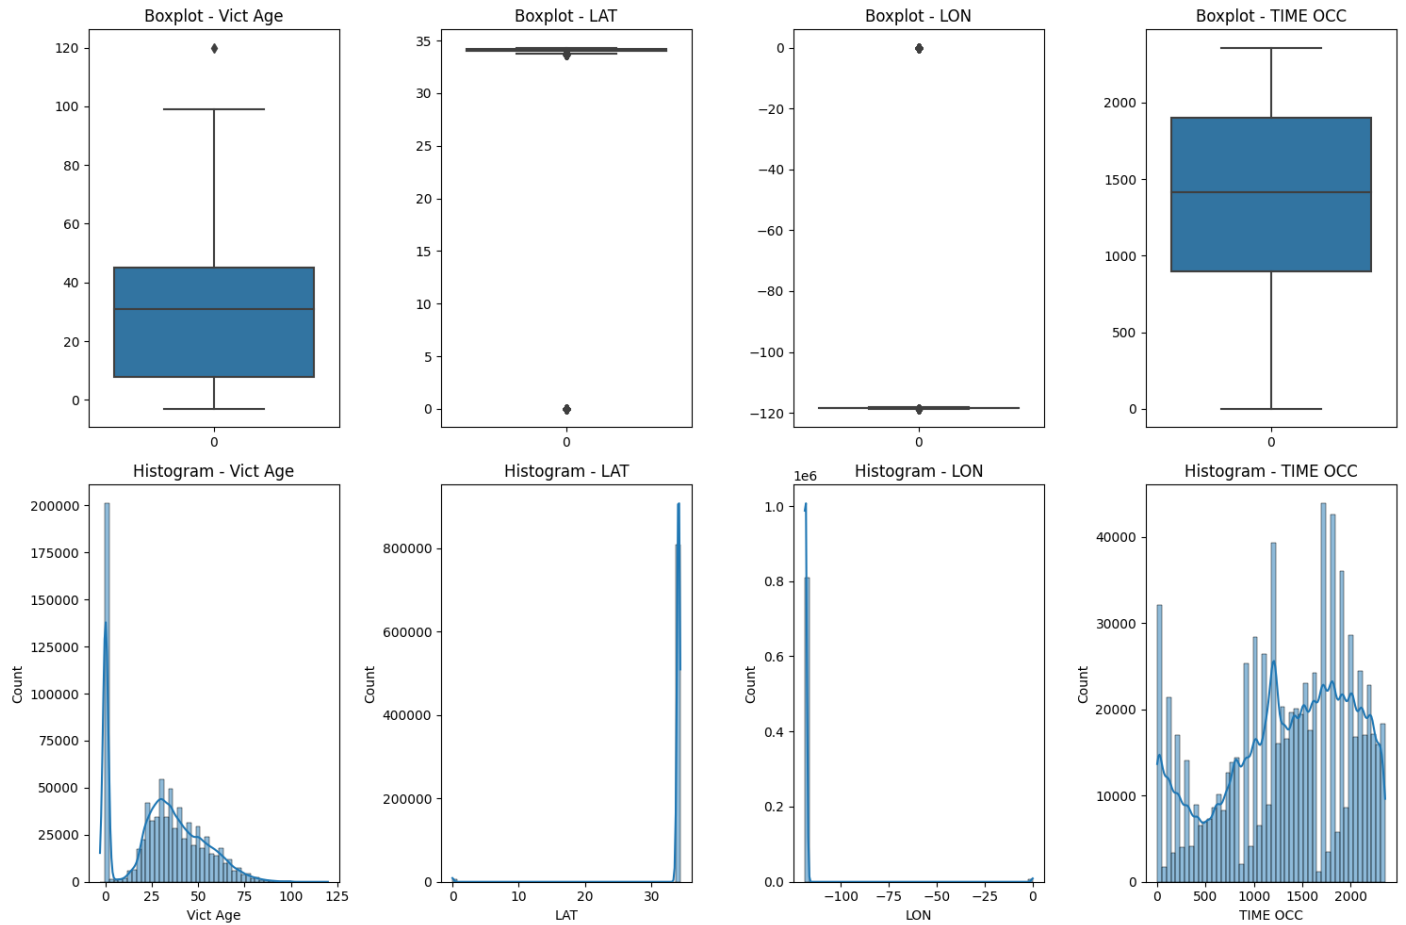 Boxplot - Vict Age
120
100
80
60
40
20
0
0
Boxplot - LAT
35
30
25
20
15
10
5
0
0
Boxplot - LON
0
−20
−40
−60
−80
−100
−120
0
Boxplot - TIME OCC
2000
1500
1000
500
0
0
Histogram - Vict Age
Count
200000
175000
150000
125000
100000
75000
50000
25000
0
0 25 50 75 100 125
Vict Age
Histogram - LAT
Count
800000
600000
400000
200000
0
0 10 20 30
LAT
Histogram - LON
1e6
Count
1.0
0.8
0.6
0.4
0.2
0.0
−100 −75 −50 −25 0
LON
Histogram - TIME OCC
Count
40000
30000
20000
10000
0
0 500 1000 1500 2000
TIME OCC